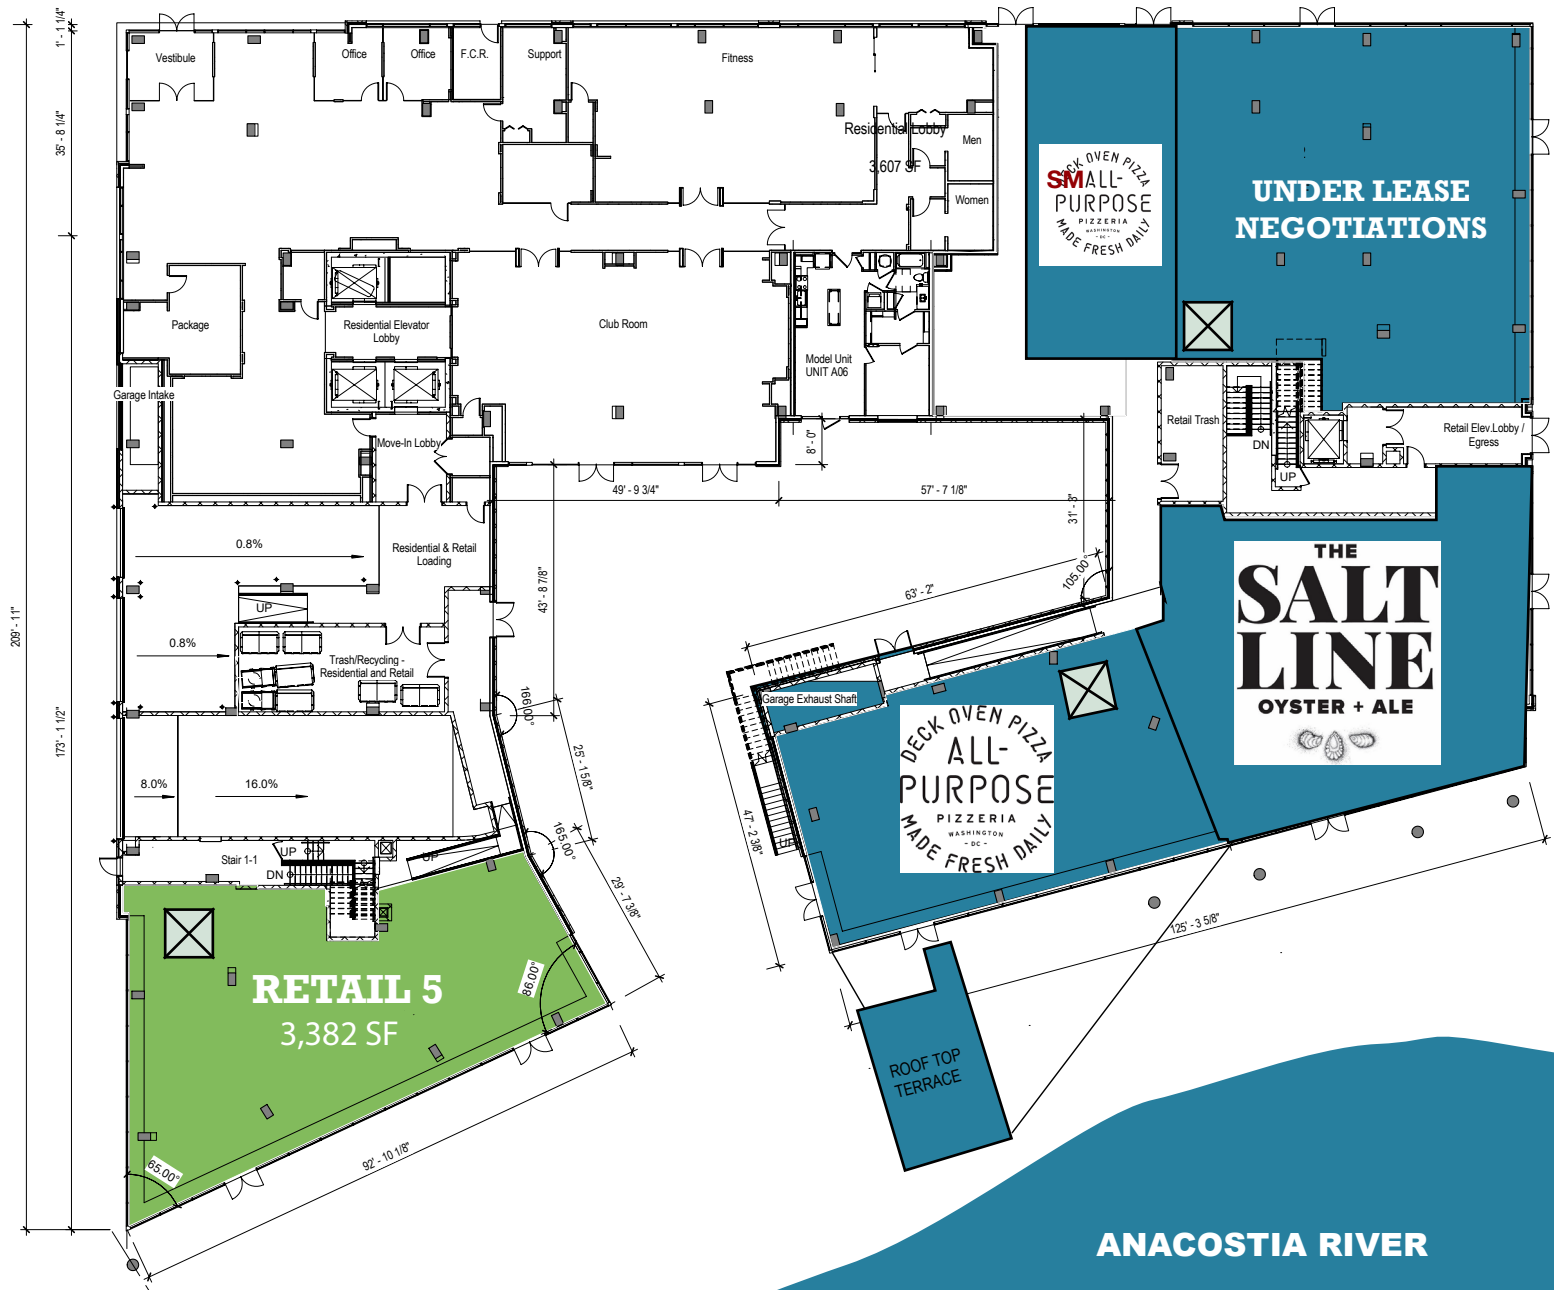 1' - 1 1/4"
35' - 8 1/4"
209' - 11"
173' - 1 1/2"
Vestibule
Office
Office
F.C.R.
Support
Fitness
Residential Lobby
3,607 SF
Men
Women
SMALL-
DECK OVEN PIZZA
PURPOSE
PIZZERIA
WASHINGTON
- DC -
MADE FRESH DAILY
UNDER LEASE
NEGOTIATIONS
Package
Residential Elevator
Lobby
Club Room
Model Unit
UNIT A06
Garage Intake
Move-In Lobby
8' - 0"
Retail Trash
DN
UP
Retail Elev.Lobby /
Egress
49' - 9 3/4"
57' - 7 1/8"
31' - 3"
0.8%
Residential & Retail
Loading
43' - 8 7/8"
63' - 2"
105.00°
UP
0.8%
Trash/Recycling -
Residential and Retail
166.00°
Garage Exhaust Shaft
THE
SALT
LINE
OYSTER + ALE
DECK OVEN PIZZA
ALL-
PURPOSE
PIZZERIA
WASHINGTON
- DC -
MADE FRESH DAILY
8.0%
16.0%
25' - 1 5/8"
47' - 2 3/8"
UP
165.00°
Stair 1-1
UP
DN
UP
29' - 7 3/8"
125' - 3 5/8"
RETAIL 5
3,382 SF
86.00°
65.00°
92' - 10 1/8"
ROOF TOP
TERRACE
ANACOSTIA RIVER